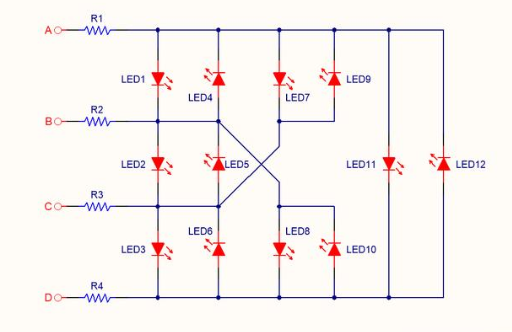 A R1
LED1 LED4 LED7 LED9
B R2
LED2 LED5 LED11 LED12
C R3
LED3 LED6 LED8 LED10
D R4